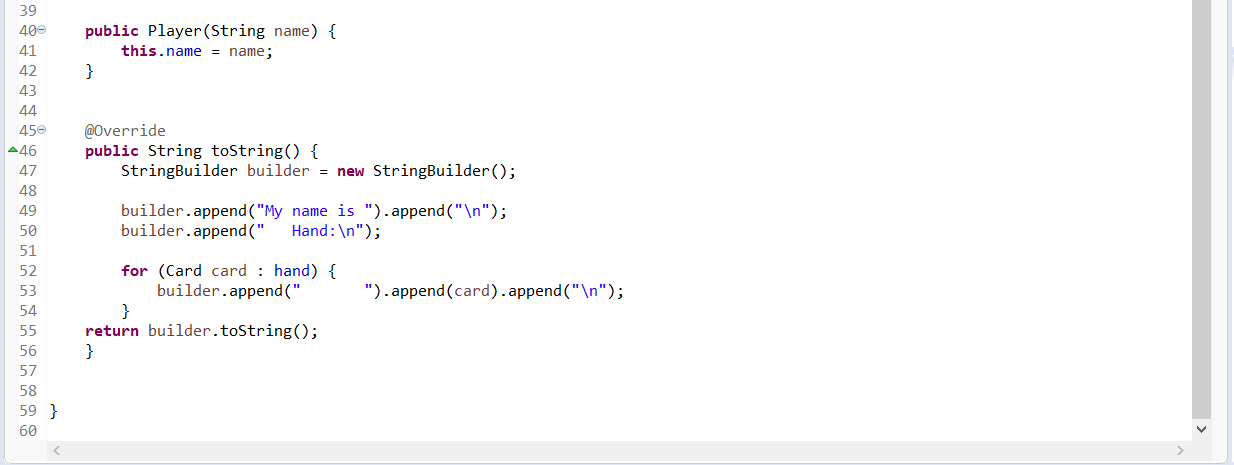 39
40 public Player(String name) {
41 this.name = name;
42 }
43
44
45 @Override
46 public String toString() {
47 StringBuilder builder = new StringBuilder();
48
49 builder.append("My name is ").append("\n");
50 builder.append("   Hand:\n");
51
52 for (Card card : hand) {
53 builder.append("       ").append(card).append("\n");
54 }
55 return builder.toString();
56 }
57
58
59 }
60